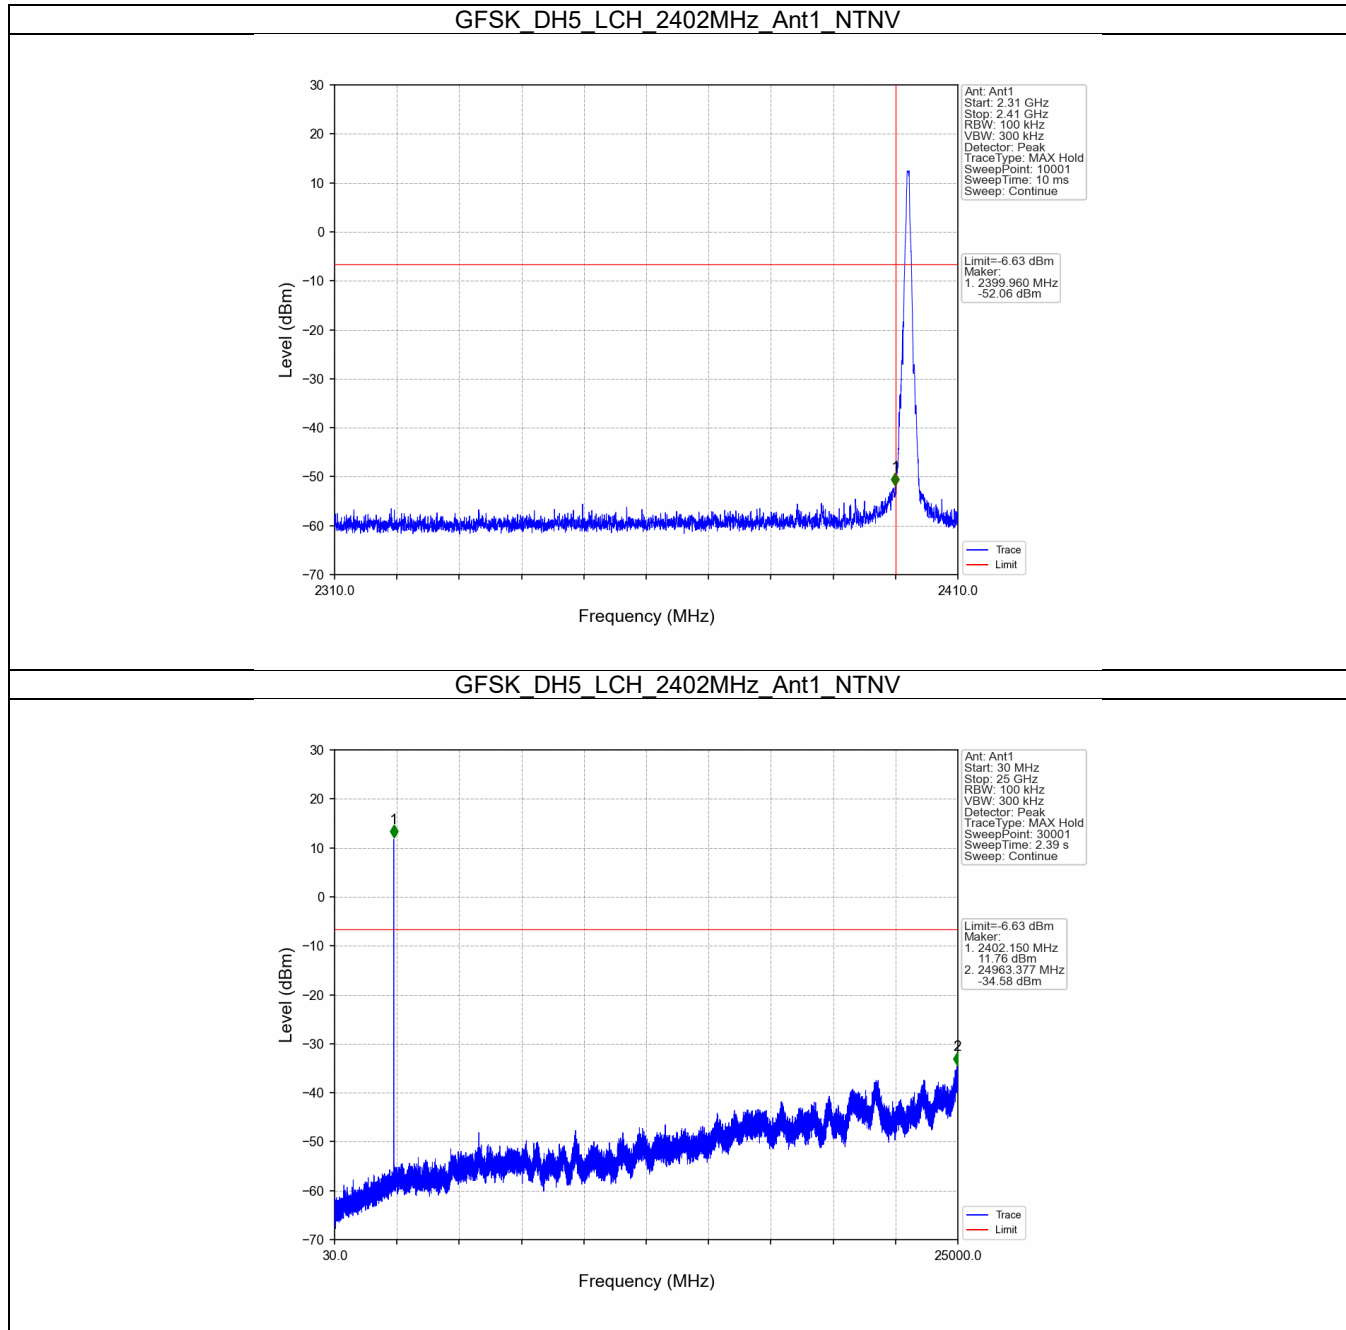 GFSK_DH5_LCH_2402MHz_Ant1_NTNV
30
20
10
0
−10
−20
−30
−40
−50
−60
−70
Level (dBm)
2310.0
2410.0
Frequency (MHz)
1
Ant: Ant1
Start: 2.31 GHz
Stop: 2.41 GHz
RBW: 100 kHz
VBW: 300 kHz
Detector: Peak
TraceType: MAX Hold
SweepPoint: 10001
SweepTime: 10 ms
Sweep: Continue
Limit=-6.63 dBm
Maker:
1. 2399.960 MHz
-52.06 dBm
Trace
Limit
GFSK_DH5_LCH_2402MHz_Ant1_NTNV
30
20
10
0
−10
−20
−30
−40
−50
−60
−70
Level (dBm)
30.0
25000.0
Frequency (MHz)
1
2
Ant: Ant1
Start: 30 MHz
Stop: 25 GHz
RBW: 100 kHz
VBW: 300 kHz
Detector: Peak
TraceType: MAX Hold
SweepPoint: 30001
SweepTime: 2.39 s
Sweep: Continue
Limit=-6.63 dBm
Maker:
1. 2402.150 MHz
11.76 dBm
2. 24963.377 MHz
-34.58 dBm
Trace
Limit